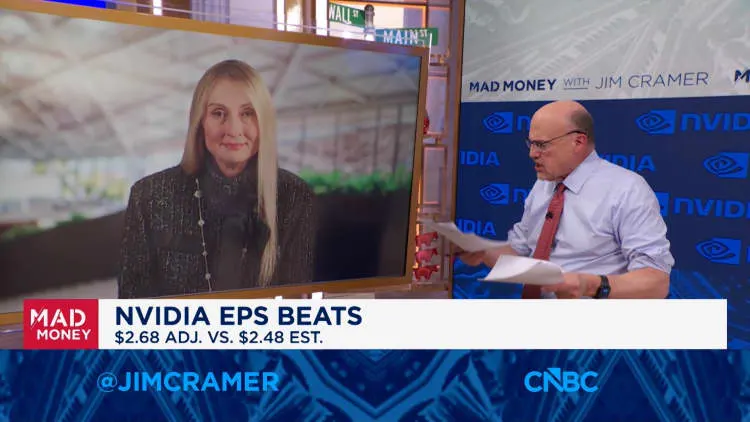 WALL ST
MAIN ST
MAD MONEY WITH JIM CRAMER
M
NVIDIA
NVIDIA
NVIDIA
NVIDIA
MAD
MONEY
NVIDIA EPS BEATS
$2.68 ADJ. VS. $2.48 EST.
@JIMCRAMER
CNBC